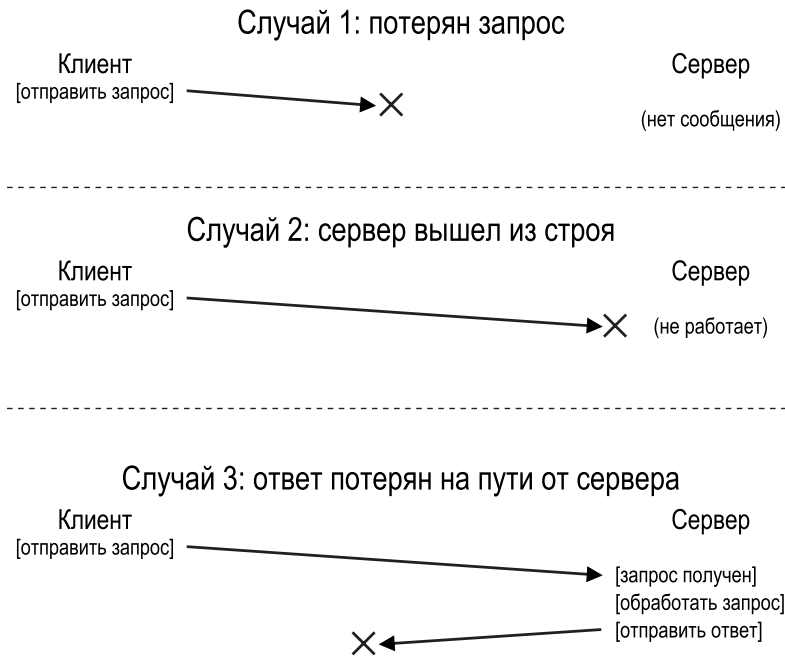 Случай 1: потерян запрос
Клиент Сервер
[отправить запрос]
(нет сообщения)
Случай 2: сервер вышел из строя
Клиент Сервер
[отправить запрос]
(не работает)
Случай 3: ответ потерян на пути от сервера
Клиент Сервер
[отправить запрос]
[запрос получен]
[обработать запрос]
[отправить ответ]